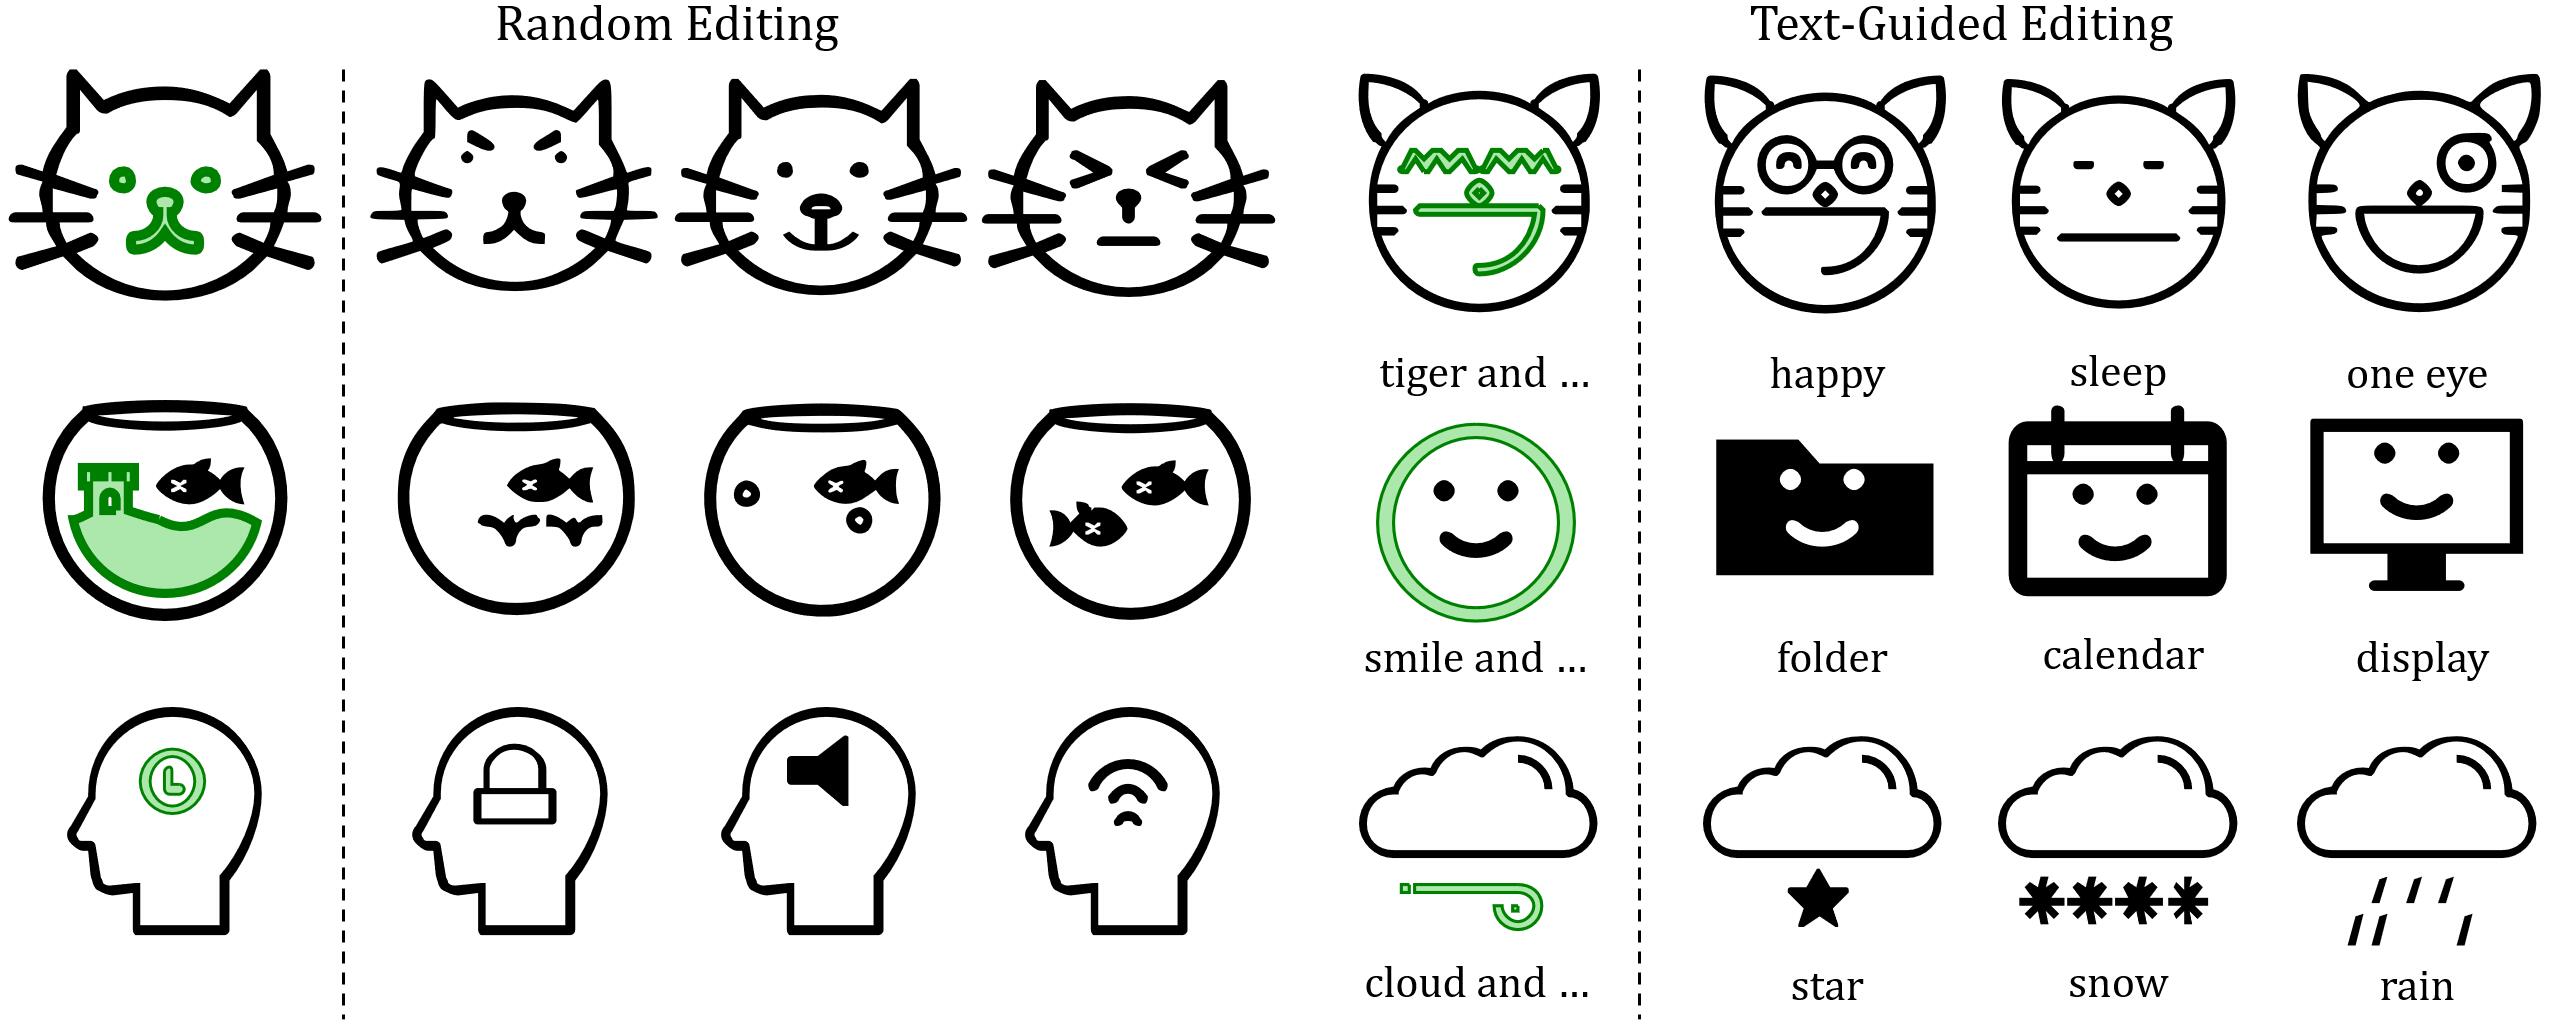 Random Editing
Text-Guided Editing
tiger and ...
happy
sleep
one eye
smile and ...
folder
calendar
display
cloud and ...
star
snow
rain